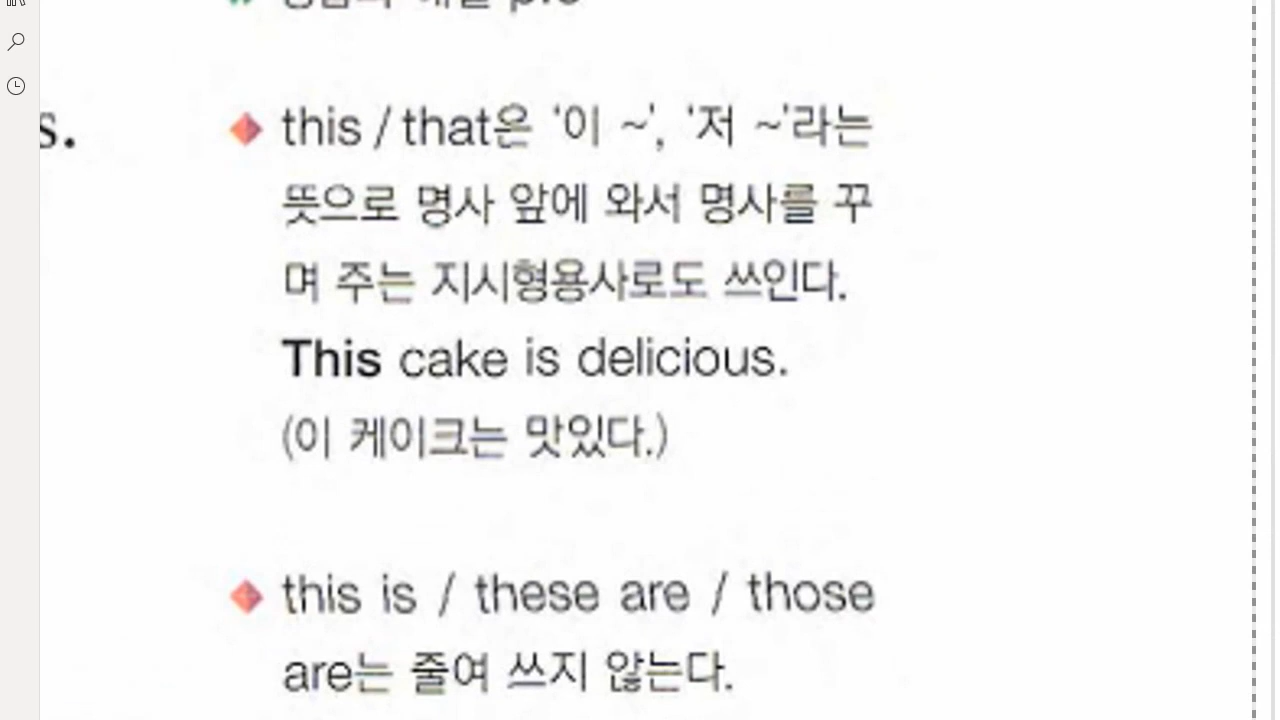 s.
this / that은 '이 ~', '저 ~'라는
뜻으로 명사 앞에 와서 명사를 꾸
며 주는 지시형용사로도 쓰인다.
This cake is delicious.
(이 케이크는 맛있다.)
this is / these are / those
are는 줄여 쓰지 않는다.